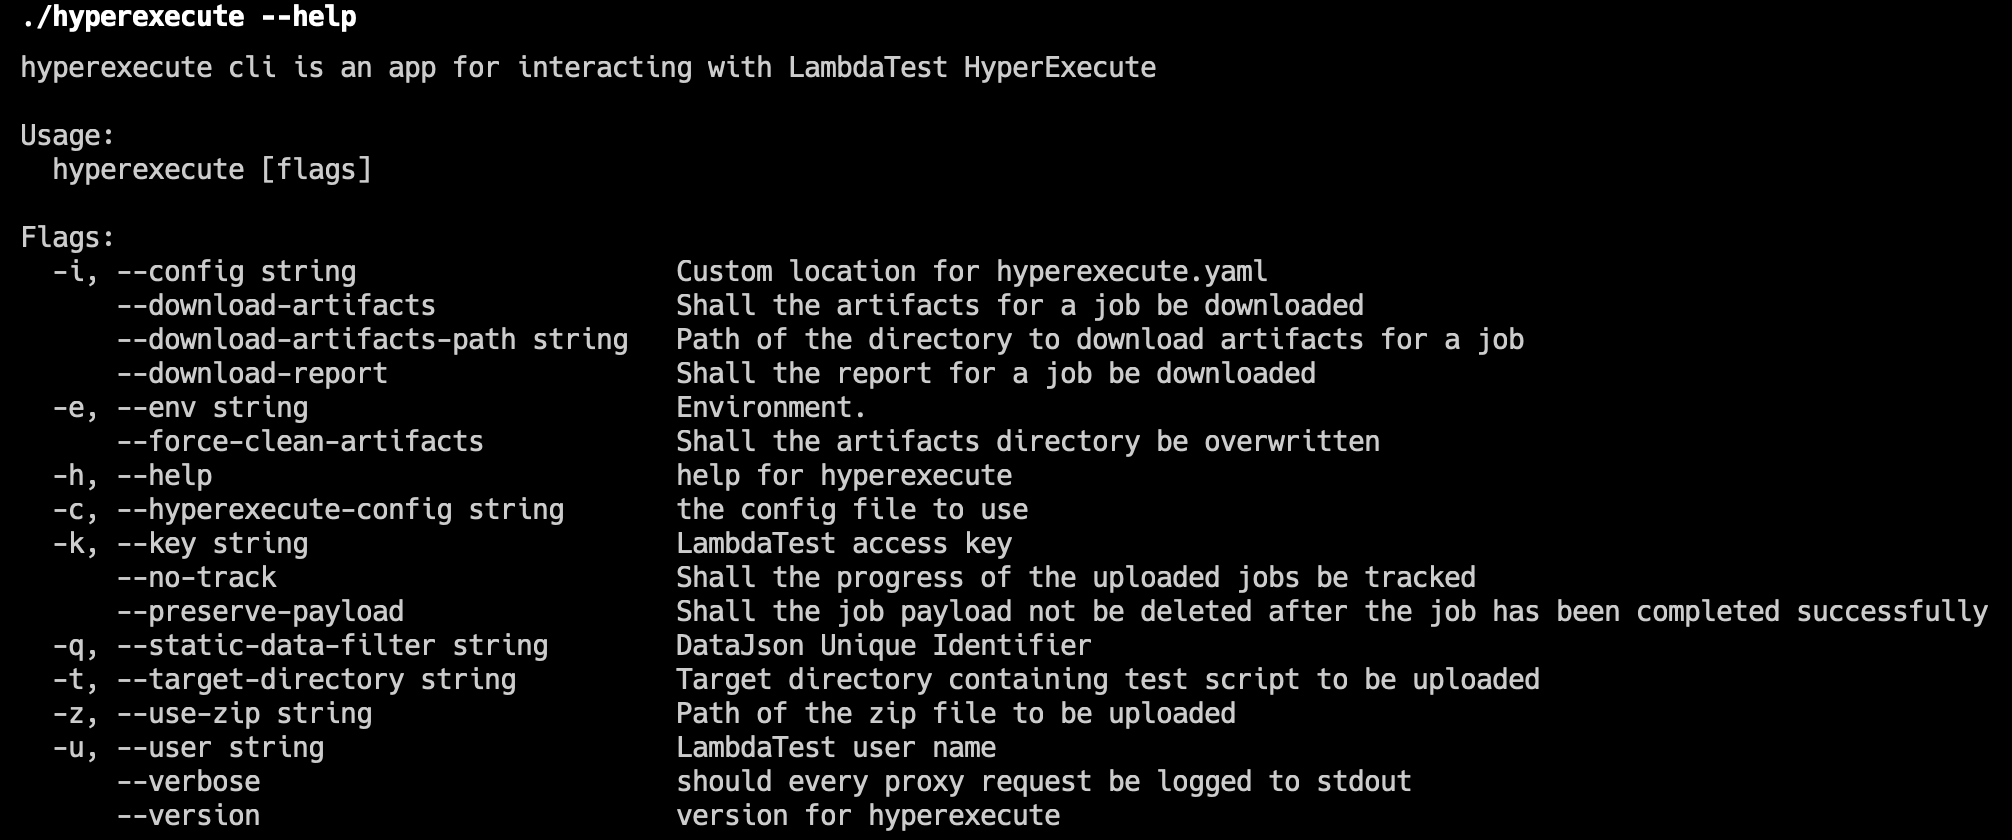 ./hyperexecute --help
hyperexecute cli is an app for interacting with LambdaTest HyperExecute
Usage:
hyperexecute [flags]
Flags:
-i, --config string Custom location for hyperexecute.yaml
--download-artifacts Shall the artifacts for a job be downloaded
--download-artifacts-path string Path of the directory to download artifacts for a job
--download-report Shall the report for a job be downloaded
-e, --env string Environment.
--force-clean-artifacts Shall the artifacts directory be overwritten
-h, --help help for hyperexecute
-c, --hyperexecute-config string the config file to use
-k, --key string LambdaTest access key
--no-track Shall the progress of the uploaded jobs be tracked
--preserve-payload Shall the job payload not be deleted after the job has been completed successfully
-q, --static-data-filter string DataJson Unique Identifier
-t, --target-directory string Target directory containing test script to be uploaded
-z, --use-zip string Path of the zip file to be uploaded
-u, --user string LambdaTest user name
--verbose should every proxy request be logged to stdout
--version version for hyperexecute